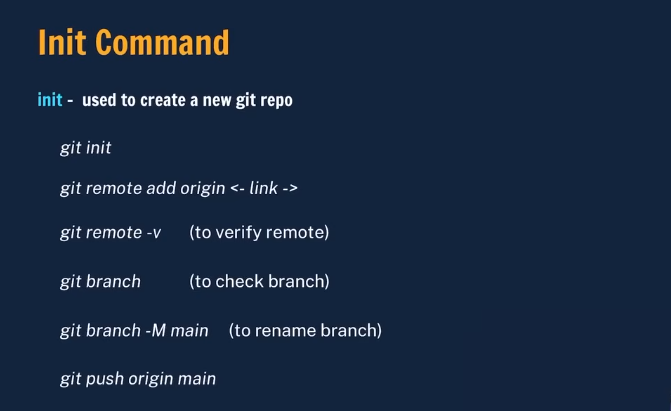 Init Command
init - used to create a new git repo
git init
git remote add origin <- link ->
git remote -v (to verify remote)
git branch (to check branch)
git branch -M main (to rename branch)
git push origin main